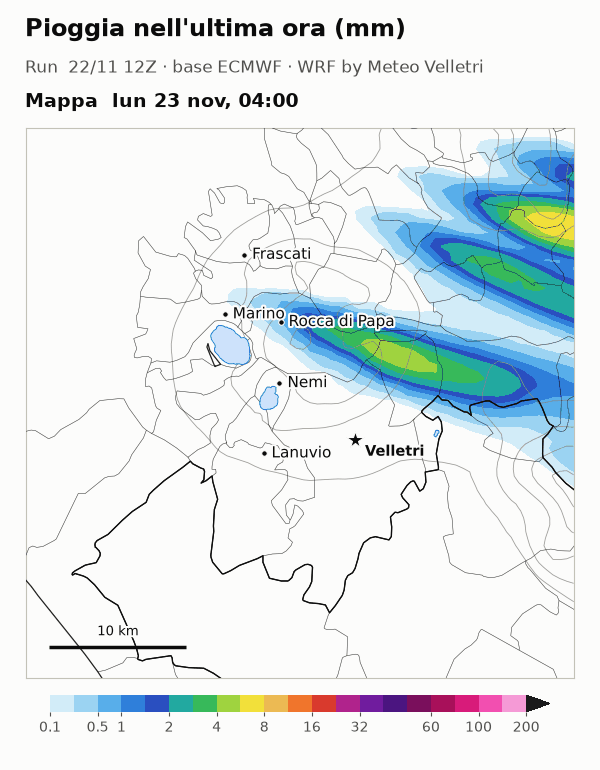 Pioggia nell'ultima ora (mm)
Run  22/11 12Z · base ECMWF · WRF by Meteo Velletri
Mappa  lun 23 nov, 04:00
Frascati
Marino
Rocca di Papa
Nemi
Velletri
Lanuvio
10 km
0.1 0.5 1 2 4 8 16 32 60 100 200